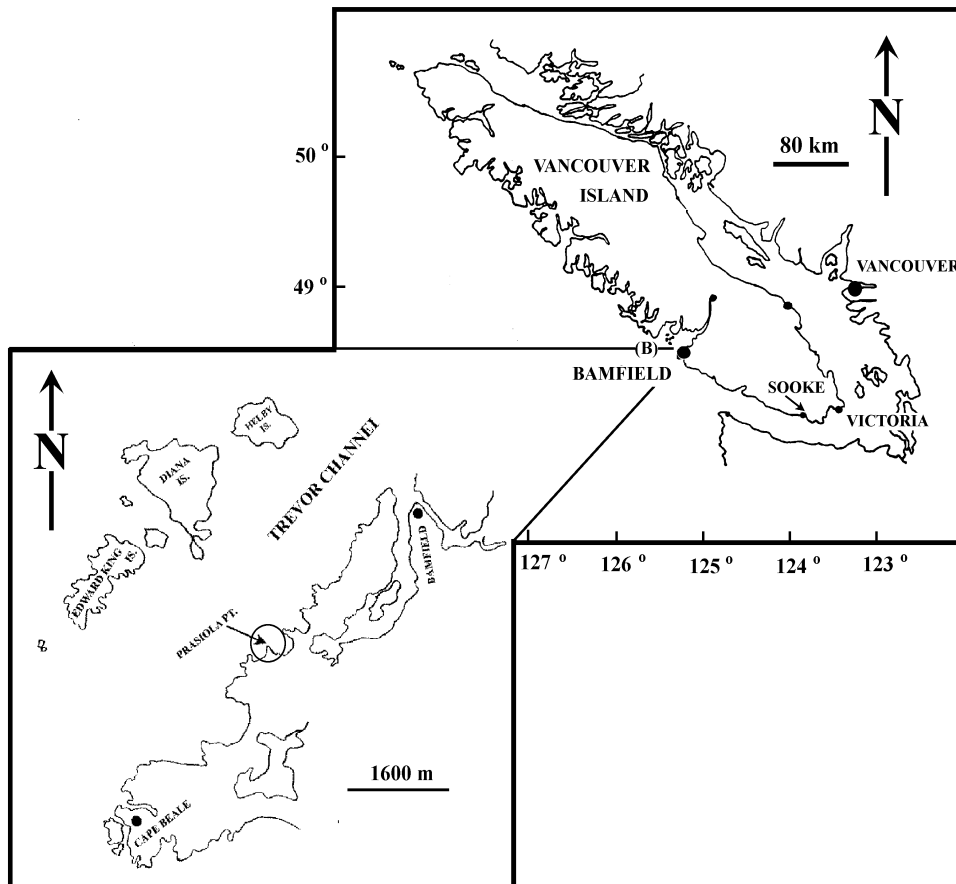 N
80 km
50 o
VANCOUVER
ISLAND
VANCOUVER
49 o
(B)
BAMFIELD
SOOKE
VICTORIA
127 o
126 o
125 o
124 o
123 o
N
HELBY
IS.
DIANA
IS.
TREVOR CHANNEl
EDWARD KING
IS.
BAMFIELD
PRASIOLA PT.
1600 m
CAPE BEALE